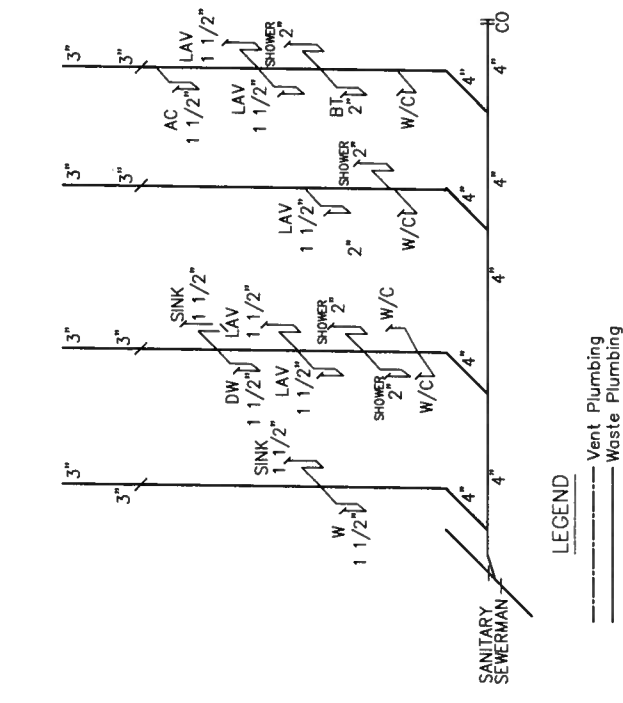 3"
3"
LAV
1 1/2"
SHOWER
2"
AC
1 1/2"
LAV
1 1/2"
BT
2"
W/C
4"
4"
CO
3"
3"
SHOWER
2"
LAV
1 1/2"
2"
W/C
4"
4"
4"
3"
3"
SINK
1 1/2"
LAV
1 1/2"
SHOWER
2"
W/C
DW
1 1/2"
LAV
1 1/2"
SHOWER
2"
W/C
4"
4"
3"
3"
SINK
1 1/2"
W
1 1/2"
4"
SANITARY
SEWERMAN
LEGEND
Vent Plumbing
Waste Plumbing